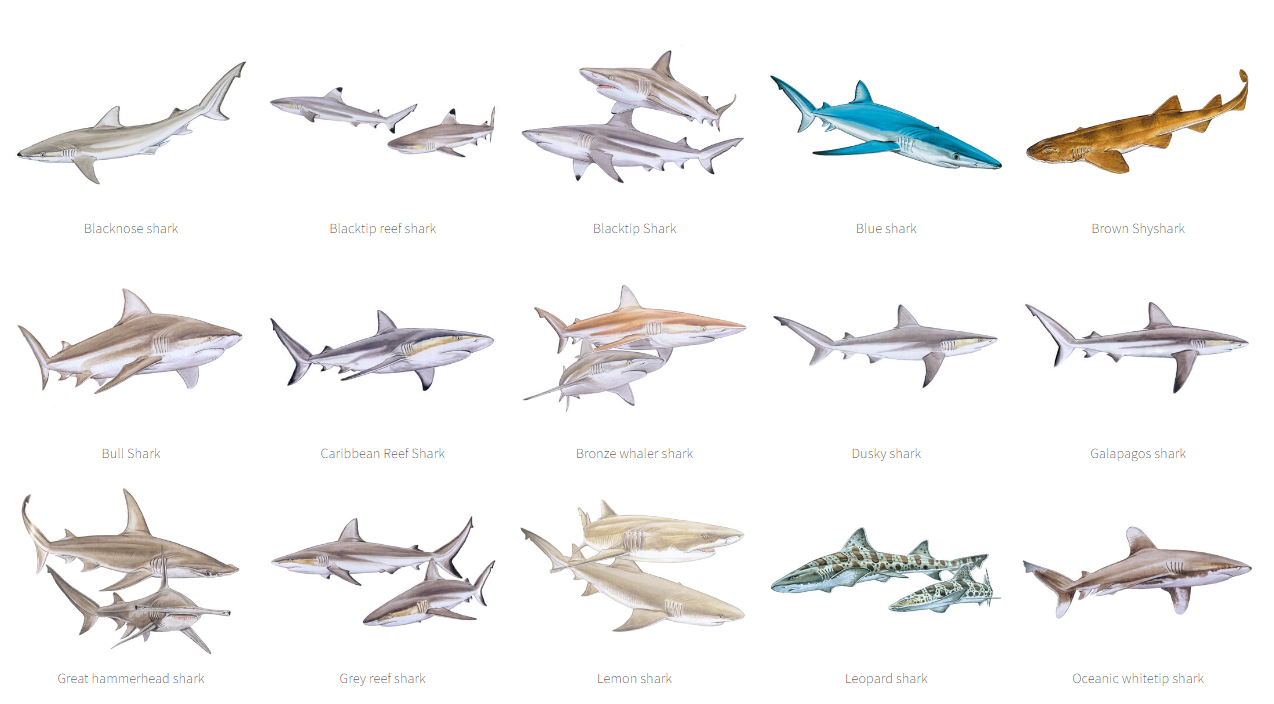 Blacknose shark
Blacktip reef shark
Blacktip Shark
Blue shark
Brown Shyshark
Bull Shark
Caribbean Reef Shark
Bronze whaler shark
Dusky shark
Galapagos shark
Great hammerhead shark
Grey reef shark
Lemon shark
Leopard shark
Oceanic whitetip shark